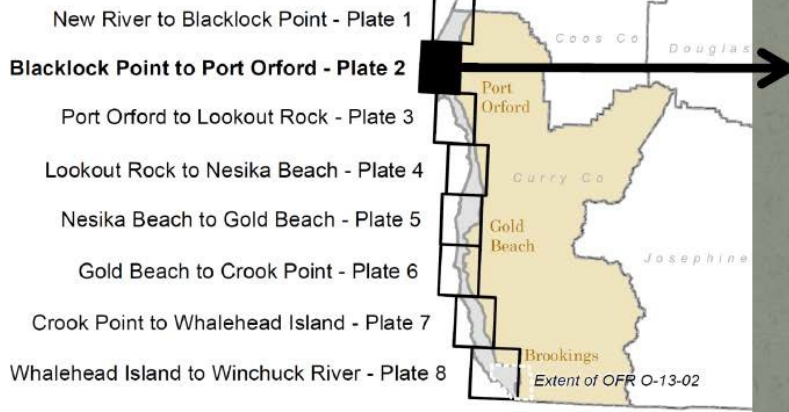 New River to Blacklock Point - Plate 1
Coos Co
Douglas
Blacklock Point to Port Orford - Plate 2
Port
Orford
Port Orford to Lookout Rock - Plate 3
Lookout Rock to Nesika Beach - Plate 4
Curry Co
Nesika Beach to Gold Beach - Plate 5
Gold
Beach
Josephine
Gold Beach to Crook Point - Plate 6
Crook Point to Whalehead Island - Plate 7
Brookings
Whalehead Island to Winchuck River - Plate 8
Extent of OFR O-13-02